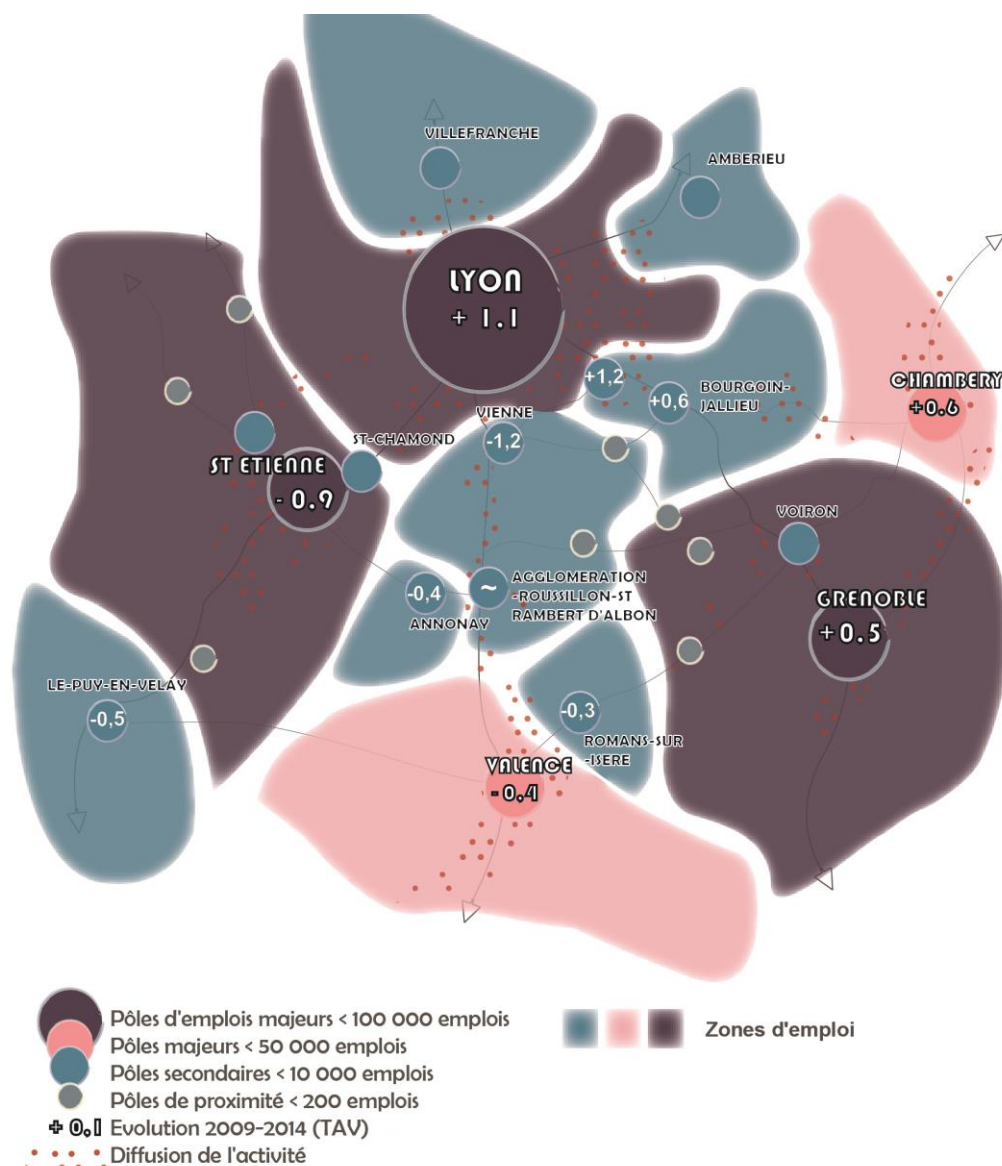 VILLEFRANCHE
AMBERIEU
LYON
+ 1.1
CHAMBERY
+0.6
+1,2
+0,6
BOURGOIN-
JALLIEU
VIENNE
-1,2
ST-CHAMOND
ST ETIENNE
- 0.9
VOIRON
GRENOBLE
+0.5
-0,4
ANNONAY
~
AGGLOMERATION
-ROUSSILLON-ST
RAMBERT D'ALBON
LE-PUY-EN-VELAY
-0,5
-0,3
ROMANS-SUR
-ISERE
VALENCE
- 0.4
Pôles d'emplois majeurs < 100 000 emplois
Pôles majeurs < 50 000 emplois
Pôles secondaires < 10 000 emplois
Pôles de proximité < 200 emplois
+ 0.1 Evolution 2009-2014 (TAV)
Diffusion de l'activité
Zones d'emploi